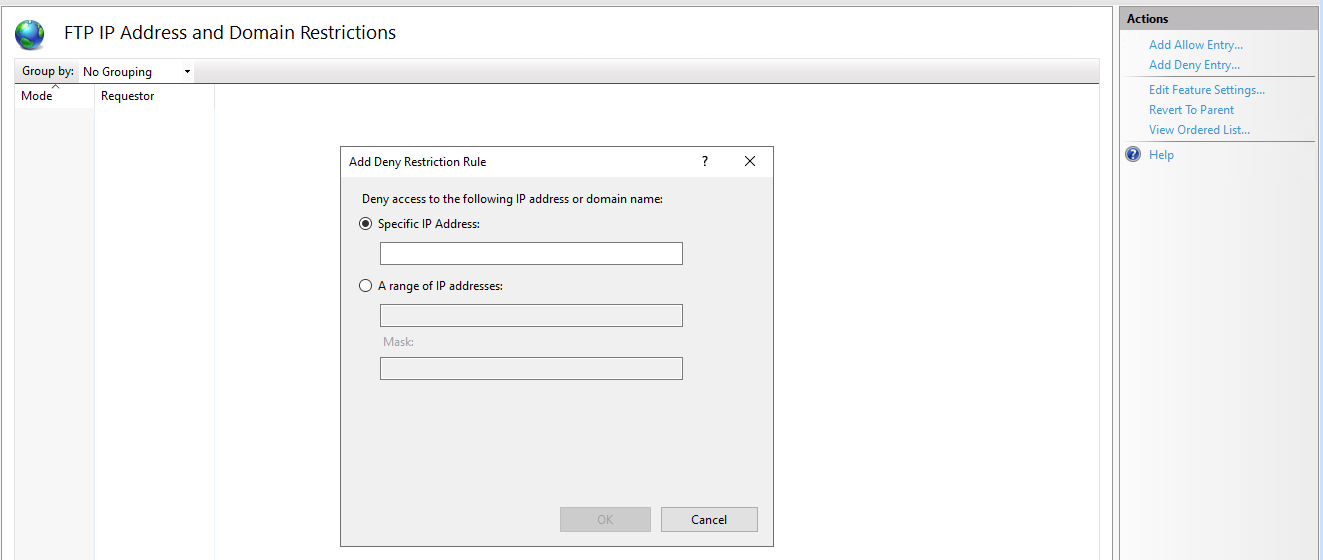 FTP IP Address and Domain Restrictions
Group by: No Grouping
Mode Requestor
Add Deny Restriction Rule ?
Deny access to the following IP address or domain name:
Specific IP Address:
A range of IP addresses:
Mask:
OK Cancel
Actions
Add Allow Entry...
Add Deny Entry...
Edit Feature Settings...
Revert To Parent
View Ordered List...
? Help